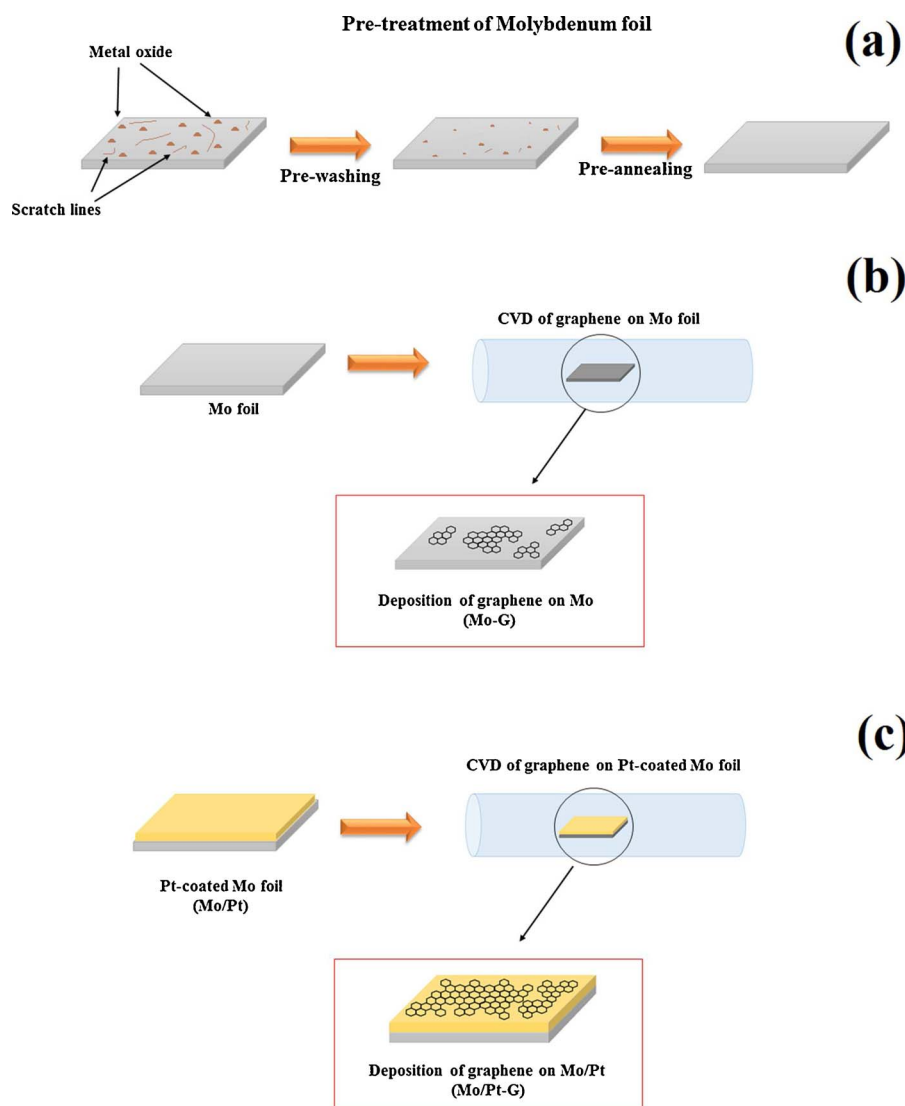 Pre-treatment of Molybdenum foil
(a)
Metal oxide
Pre-washing
Pre-annealing
Scratch lines
(b)
CVD of graphene on Mo foil
Mo foil
Deposition of graphene on Mo
(Mo-G)
(c)
CVD of graphene on Pt-coated Mo foil
Pt-coated Mo foil
(Mo/Pt)
Deposition of graphene on Mo/Pt
(Mo/Pt-G)